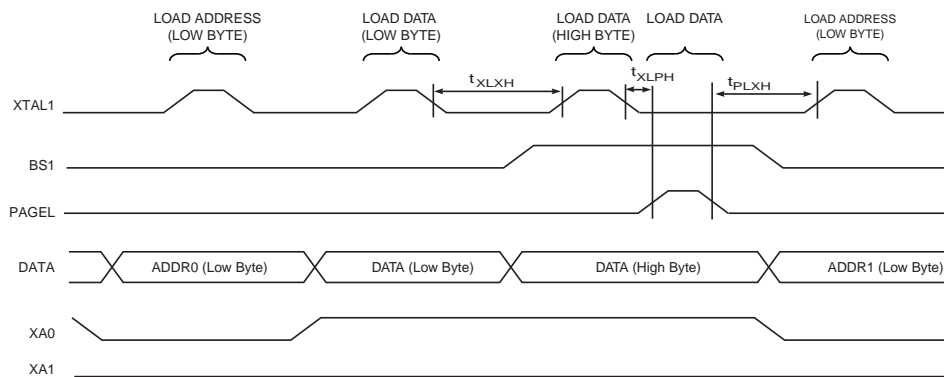 LOAD ADDRESS
(LOW BYTE)
LOAD DATA
(LOW BYTE)
LOAD DATA
(HIGH BYTE)
LOAD DATA
LOAD ADDRESS
(LOW BYTE)
tXLXH
tXLPH
tPLXH
XTAL1
BS1
PAGEL
DATA
ADDR0 (Low Byte)
DATA (Low Byte)
DATA (High Byte)
ADDR1 (Low Byte)
XA0
XA1